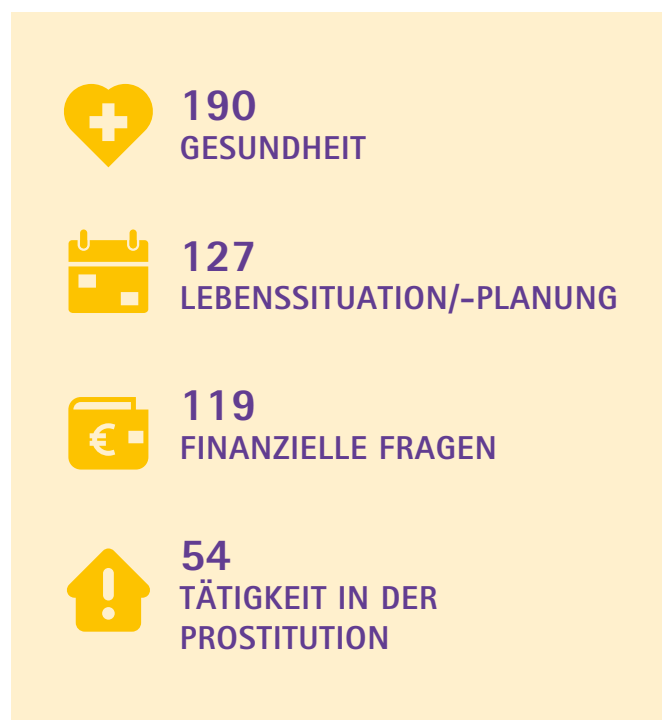 190
GESUNDHEIT
127
LEBENSSITUATION/-PLANUNG
€
119
FINANZIELLE FRAGEN
54
TÄTIGKEIT IN DER
PROSTITUTION